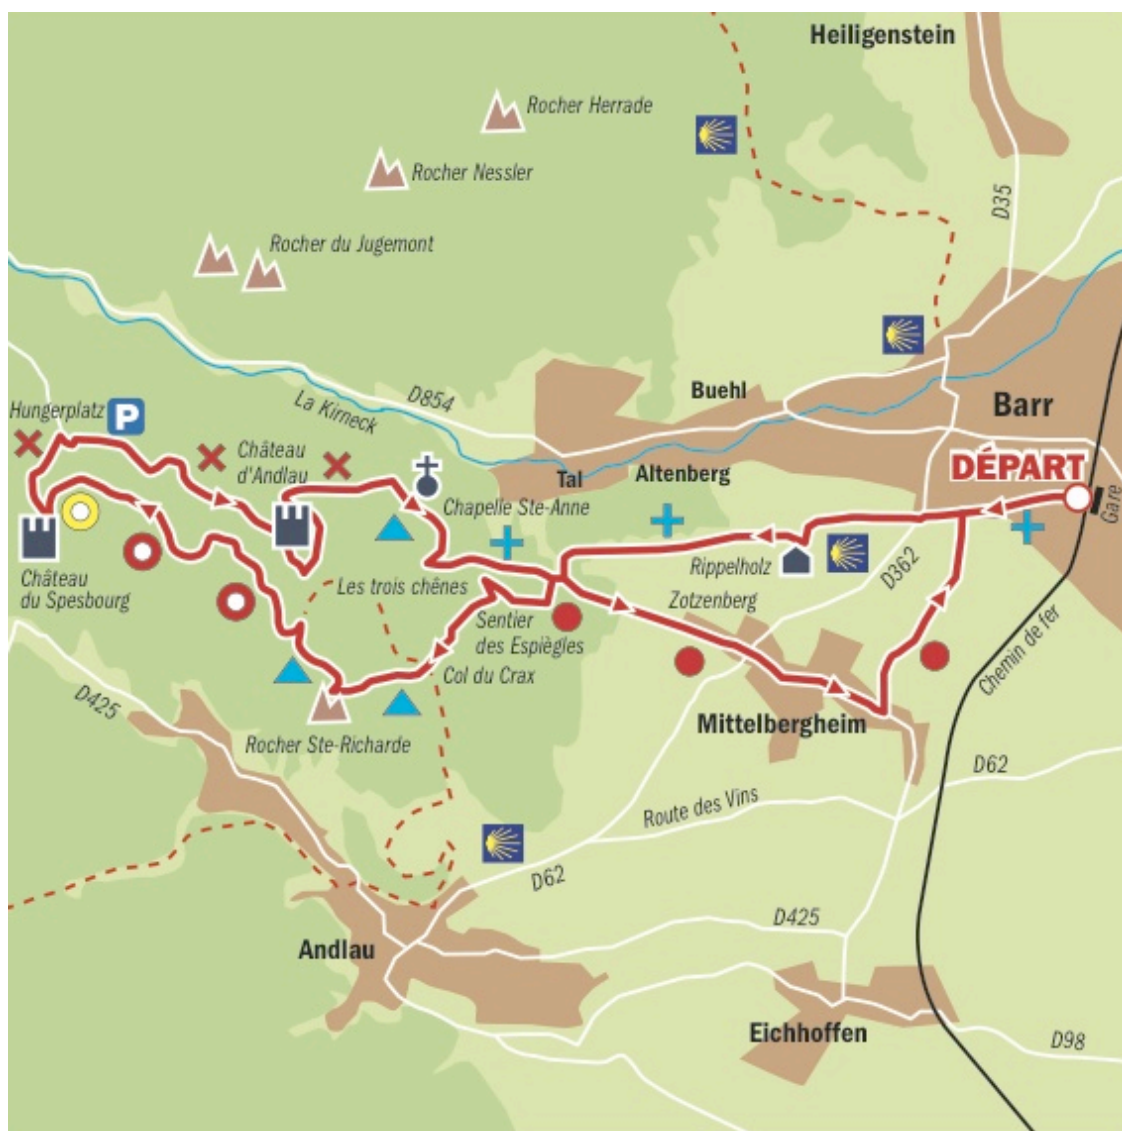 Heiligenstein
Rocher Herrade
Rocher Nessler
D35
Rocher du Jugemont
Buehl
D854
La Kirneck
Barr
Hungerplatz
P
Château
d'Andlau
DÉPART
Tal
Altenberg
Gare
Chapelle Ste-Anne
Rippelholz
D362
Château
du Spesbourg
Les trois chênes
Zotzenberg
Sentier
des Espiègles
Col du Crax
Chemin de fer
D425
Mittelbergheim
Rocher Ste-Richarde
D62
Route des Vins
D62
D425
Andlau
Eichhoffen
D98